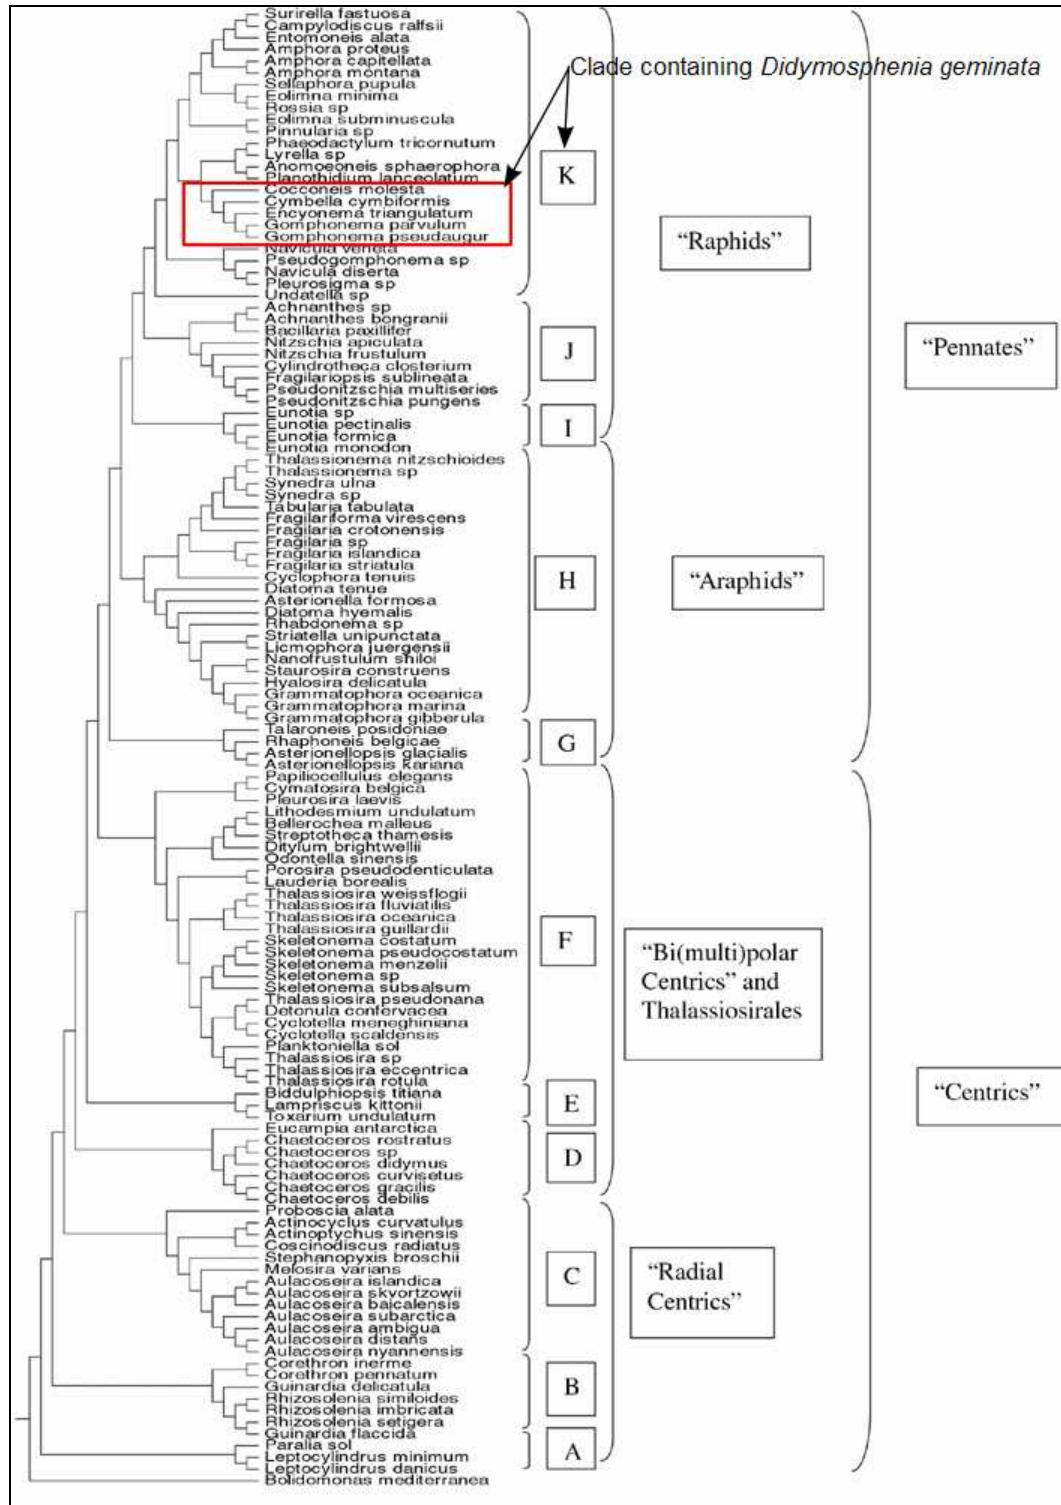 Surirella fastuosa
Campylodiscus ralfsii
Entomoneis alata
Amphora proteus
Amphora capitellata
Amphora montana
Clade containing Didymosphenia geminata
Sellaphora pupula
Eolimna minima
Rossia sp
Eolimna subminuscula
Pinnularia sp
Phaeodactylum tricornutum
Lyrella sp
Anomoeoneis sphaerophora
Planothidium lanceolatum
K
Cocconeis molesta
Cymbella cymbiformis
Encyonema triangulatum
Gomphonema parvulum
Gomphonema pseudaugur
"Raphids"
Navicula veneta
Pseudogomphonema sp
Navicula diserta
Pleurosigma sp
Undatella sp
Achnanthes sp
Achnanthes bongranii
Bacillaria paxillifer
Nitzschia apiculata
"Pennates"
J
Nitzschia frustulum
Cylindrotheca closterium
Fragilariopsis sublineata
Pseudonitzschia multiseries
Pseudonitzschia pungens
Eunotia sp
Eunotia pectinalis
I
Eunotia formica
Eunotia monodon
Thalassionema nitzschioides
Thalassionema sp
Synedra ulna
Synedra sp
Tabularia tabulata
Fragilariforma virescens
Fragilaria crotonensis
Fragilaria sp
Fragilaria islandica
Fragilaria striatula
Cyclophora tenuis
H
"Araphids"
Diatoma tenue
Asterionella formosa
Diatoma hyemalis
Rhabdonema sp
Striatella unipunctata
Licmophora juergensii
Nanofrustulum shiloi
Staurosira construens
Hyalosira delicatula
Grammatophora oceanica
Grammatophora marina
Grammatophora gibberula
Talaroneis posidoniae
Rhaphoneis belgicae
G
Asterionellopsis glacialis
Asterionellopsis kariana
Papiliocellulus elegans
Cymatosira belgica
Pleurosira laevis
Lithodesmium undulatum
Bellerochea malleus
Streptotheca thamesis
Ditylum brightwellii
Odontella sinensis
Porosira pseudodenticulata
Lauderia borealis
Thalassiosira weissflogii
Thalassiosira fluviatilis
Thalassiosira oceanica
Thalassiosira guillardii
Skeletonema costatum
F
"Bi(multi)polar
Centrics" and
Thalassiosirales
Skeletonema pseudocostatum
Skeletonema menzelii
Skeletonema sp
Skeletonema subsalsum
Thalassiosira pseudonana
Detonula confervacea
Cyclotella meneghiniana
Cyclotella scaldensis
Planktoniella sol
Thalassiosira sp
Thalassiosira eccentrica
Thalassiosira rotula
Biddulphiopsis titiana
"Centrics"
Lampriscus kittonii
E
Toxarium undulatum
Eucampia antarctica
Chaetoceros rostratus
Chaetoceros sp
D
Chaetoceros didymus
Chaetoceros curvisetus
Chaetoceros gracilis
Chaetoceros debilis
Proboscia alata
Actinocyclus curvatulus
Actinoptychus sinensis
Coscinodiscus radiatus
Stephanopyxis broschii
Melosira varians
C
"Radial
Centrics"
Aulacoseira islandica
Aulacoseira skvortzowii
Aulacoseira baicalensis
Aulacoseira subarctica
Aulacoseira ambigua
Aulacoseira distans
Aulacoseira nyannensis
Corethron inerme
Corethron pennatum
B
Guinardia delicatula
Rhizosolenia similoides
Rhizosolenia imbricata
Rhizosolenia setigera
Guinardia flaccida
Paralia sol
A
Leptocylindrus minimum
Leptocylindrus danicus
Bolidomonas mediterranea